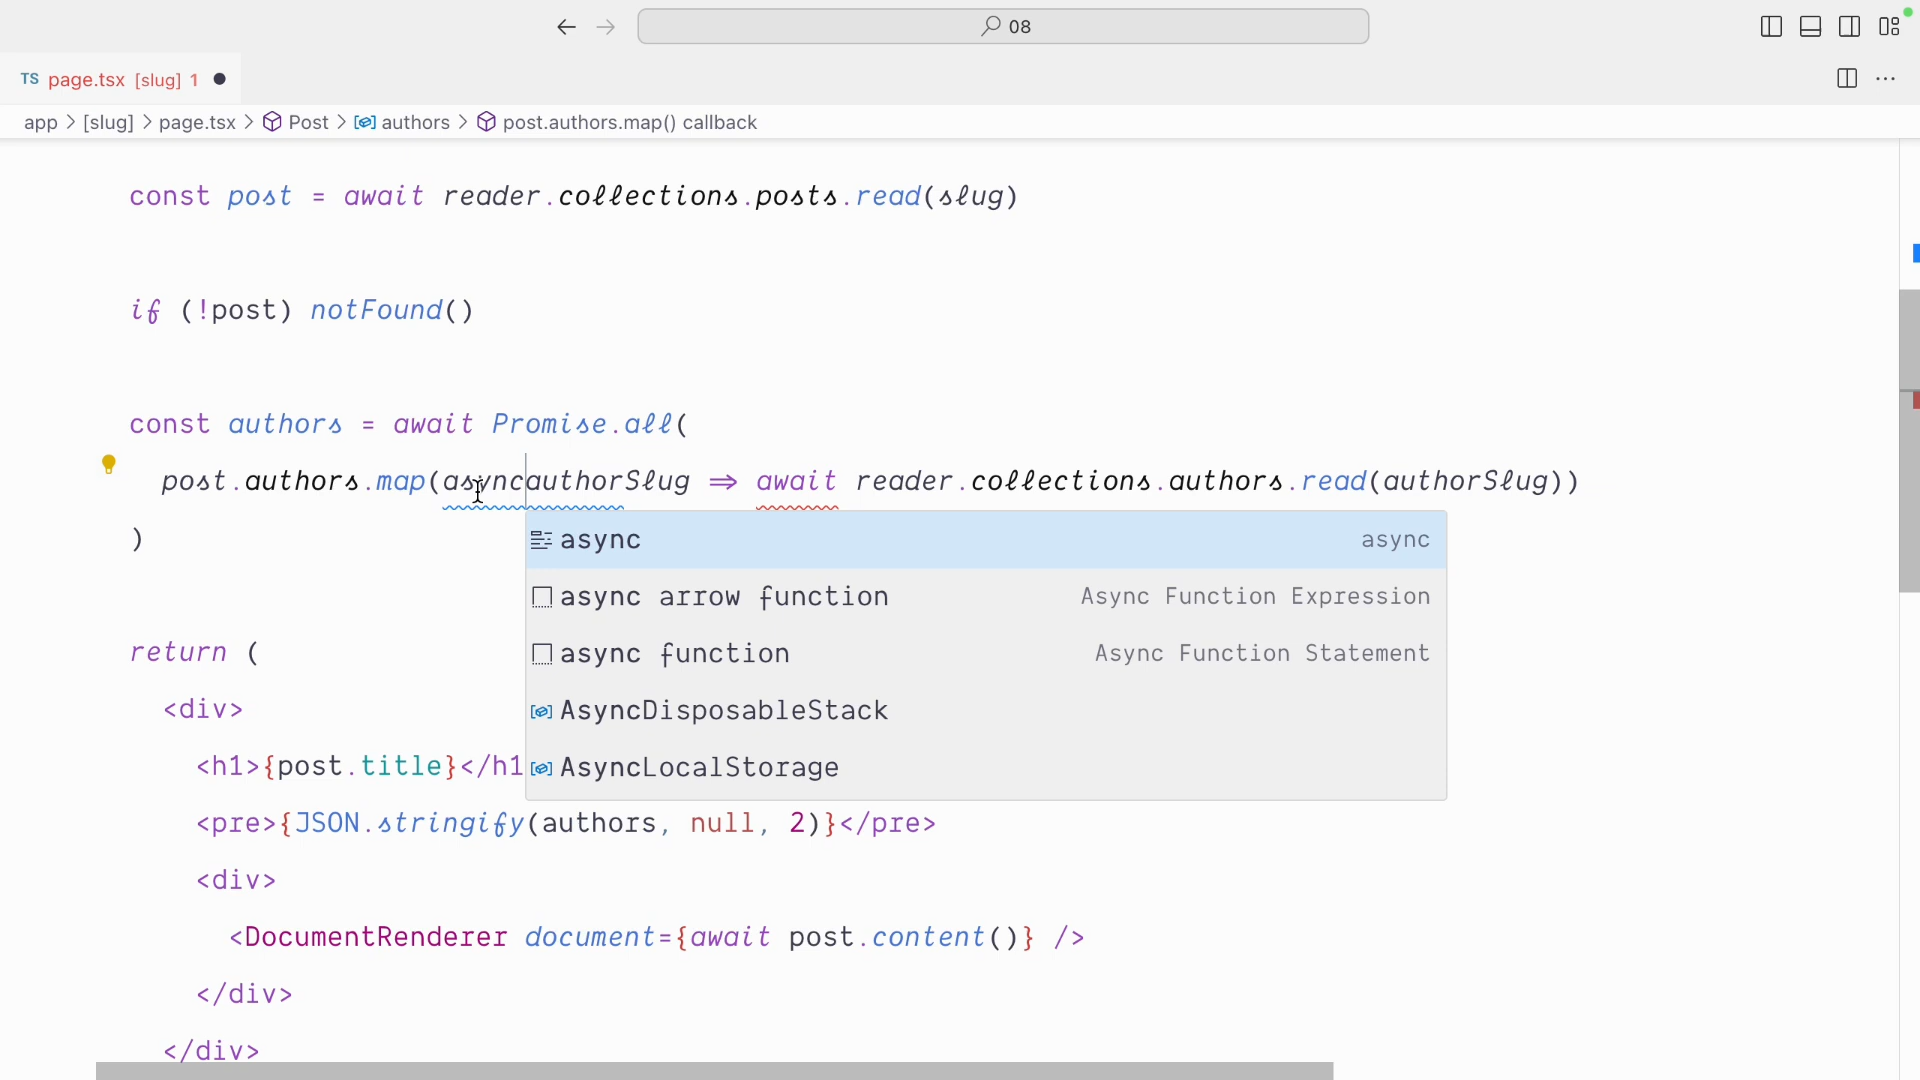 08
TS page.tsx [slug] 1
app > [slug] > page.tsx > Post > authors > post.authors.map() callback
const post = await reader.collections.posts.read(slug)
if (!post) notFound()
const authors = await Promise.all(
post.authors.map(asyncauthorSlug => await reader.collections.authors.read(authorSlug))
)
async async
async arrow function Async Function Expression
async function Async Function Statement
AsyncDisposableStack
AsyncLocalStorage
return (
<div>
<h1>{post.title}</h1
<pre>{JSON.stringify(authors, null, 2)}</pre>
<div>
<DocumentRenderer document={await post.content()} />
</div>
</div>